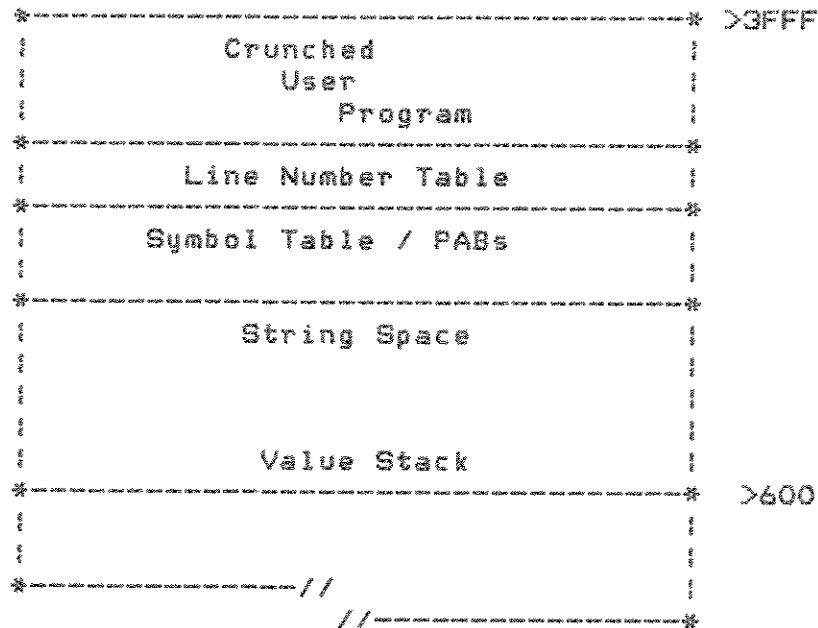 >3FFF
Crunched
User
Program
Line Number Table
Symbol Table / PABs
String Space
Value Stack
>600